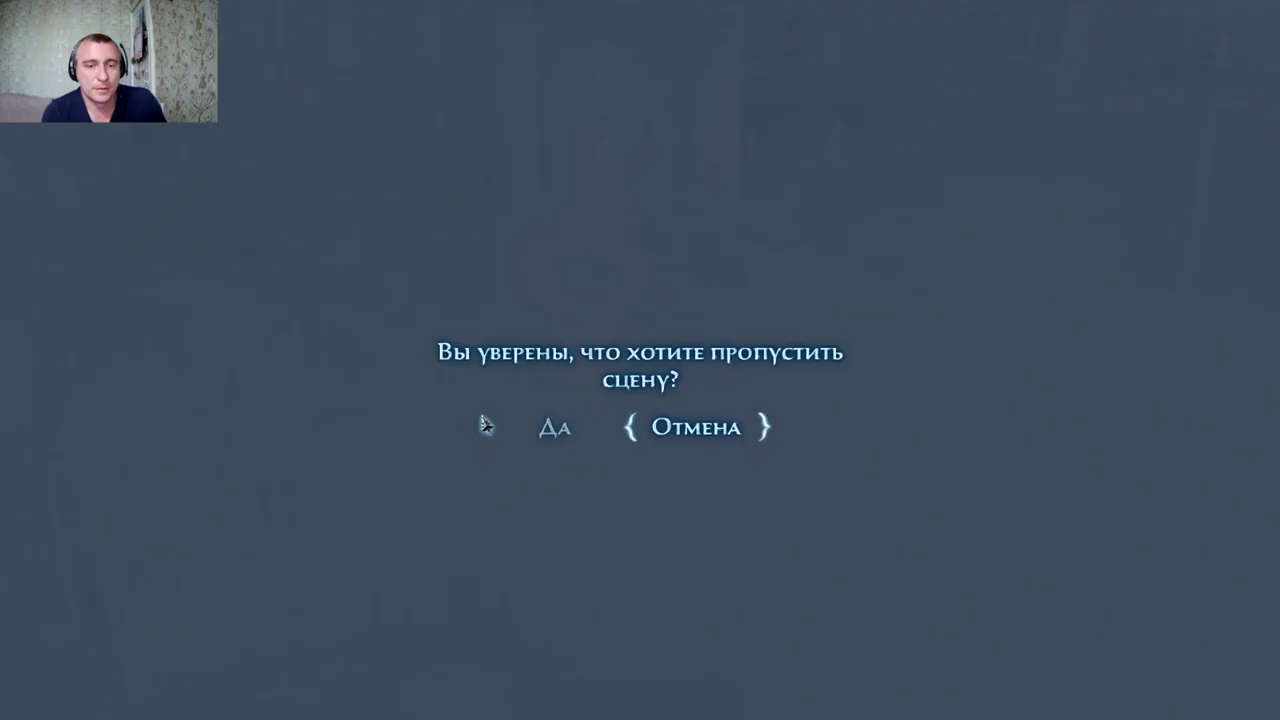 Вы уверены, что хотите пропустить
сцену?
Да { Отмена }